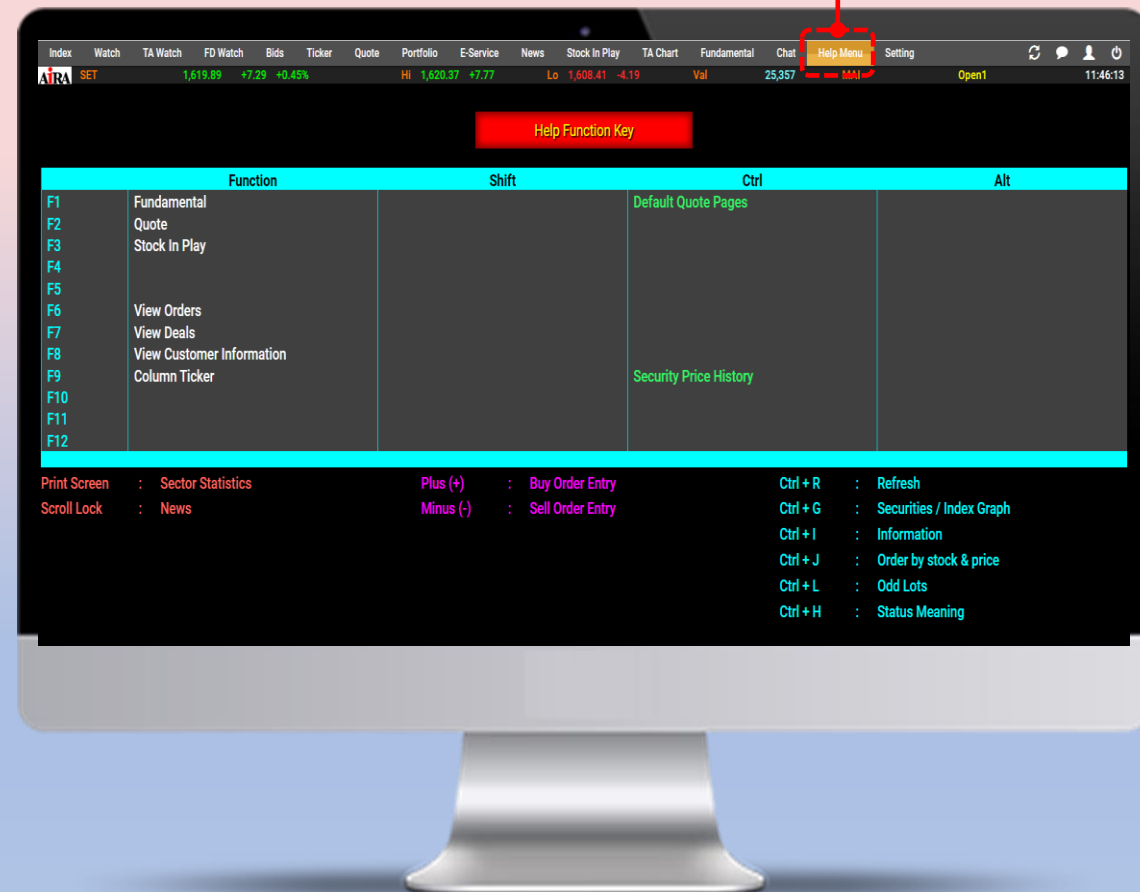 Index Watch TA Watch FD Watch Bids Ticker Quote Portfolio E-Service News Stock In Play TA Chart Fundamental Chat Help Menu Setting
AiRA SET 1,619.89 +7.29 +0.45% Hi 1,620.37 +7.77 Lo 1,608.41 -4.19 Val 25,357 MAI Open1 11:46:13
Help Function Key
Function Shift Ctrl Alt
F1 Fundamental Default Quote Pages
F2 Quote
F3 Stock In Play
F4
F5
F6 View Orders
F7 View Deals
F8 View Customer Information
F9 Column Ticker Security Price History
F10
F11
F12
Print Screen : Sector Statistics Plus (+) : Buy Order Entry Ctrl + R : Refresh
Scroll Lock : News Minus (-) : Sell Order Entry Ctrl + G : Securities / Index Graph
Ctrl + I : Information
Ctrl + J : Order by stock & price
Ctrl + L : Odd Lots
Ctrl + H : Status Meaning